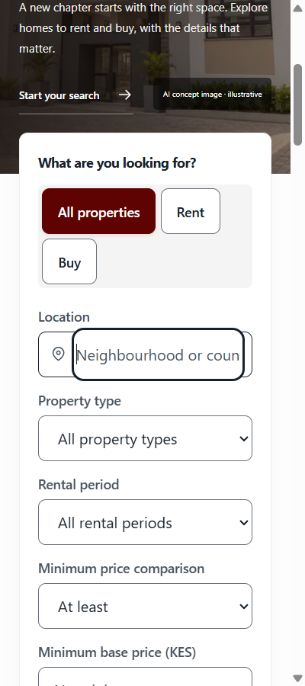 A new chapter starts with the right space. Explore
homes to rent and buy, with the details that
matter.
Start your search
AI concept image · illustrative
What are you looking for?
All properties
Rent
Buy
Location
Neighbourhood or coun
Property type
All property types
Rental period
All rental periods
Minimum price comparison
At least
Minimum base price (KES)